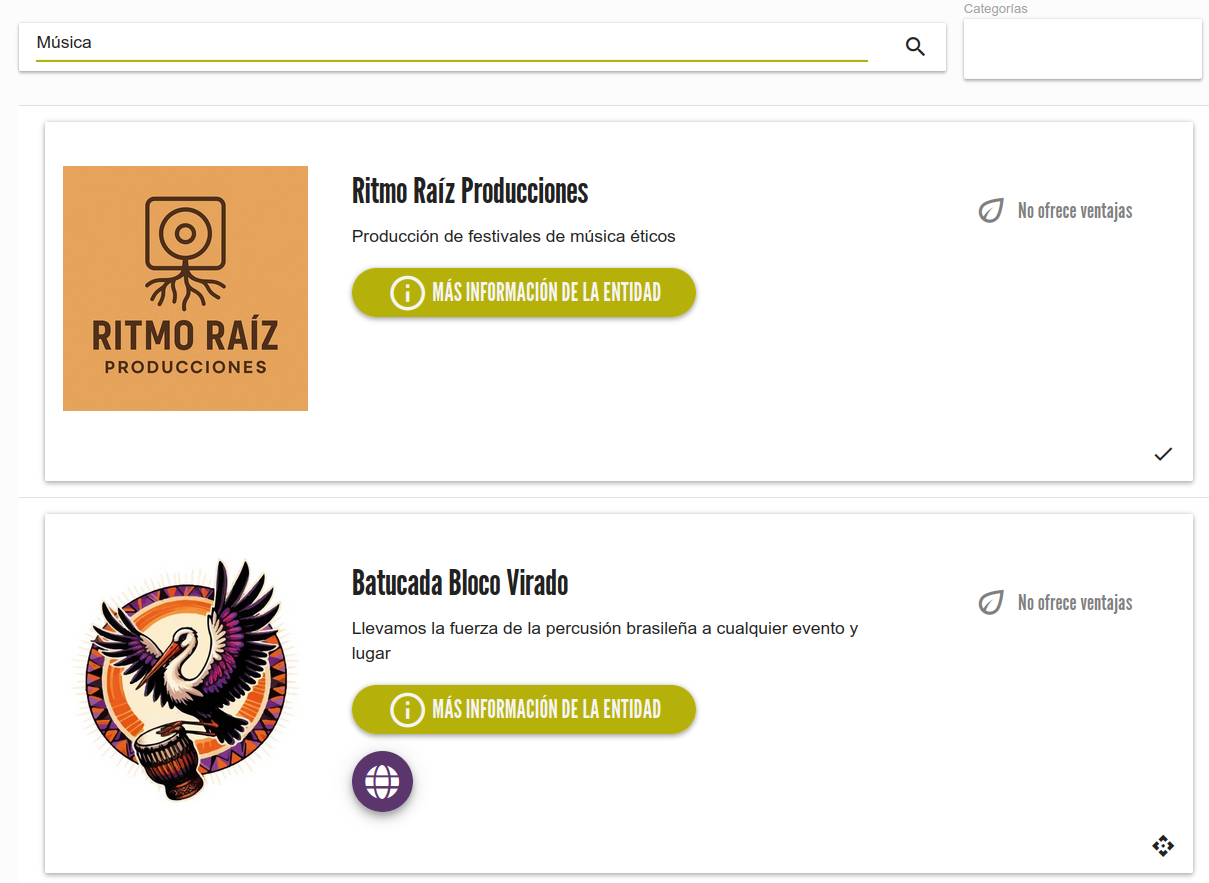 Categorías
Música
Ritmo Raíz Producciones
No ofrece ventajas
Producción de festivales de música éticos
MÁS INFORMACIÓN DE LA ENTIDAD
RITMO RAÍZ
PRODUCCIONES
Batucada Bloco Virado
No ofrece ventajas
Llevamos la fuerza de la percusión brasileña a cualquier evento y
lugar
MÁS INFORMACIÓN DE LA ENTIDAD